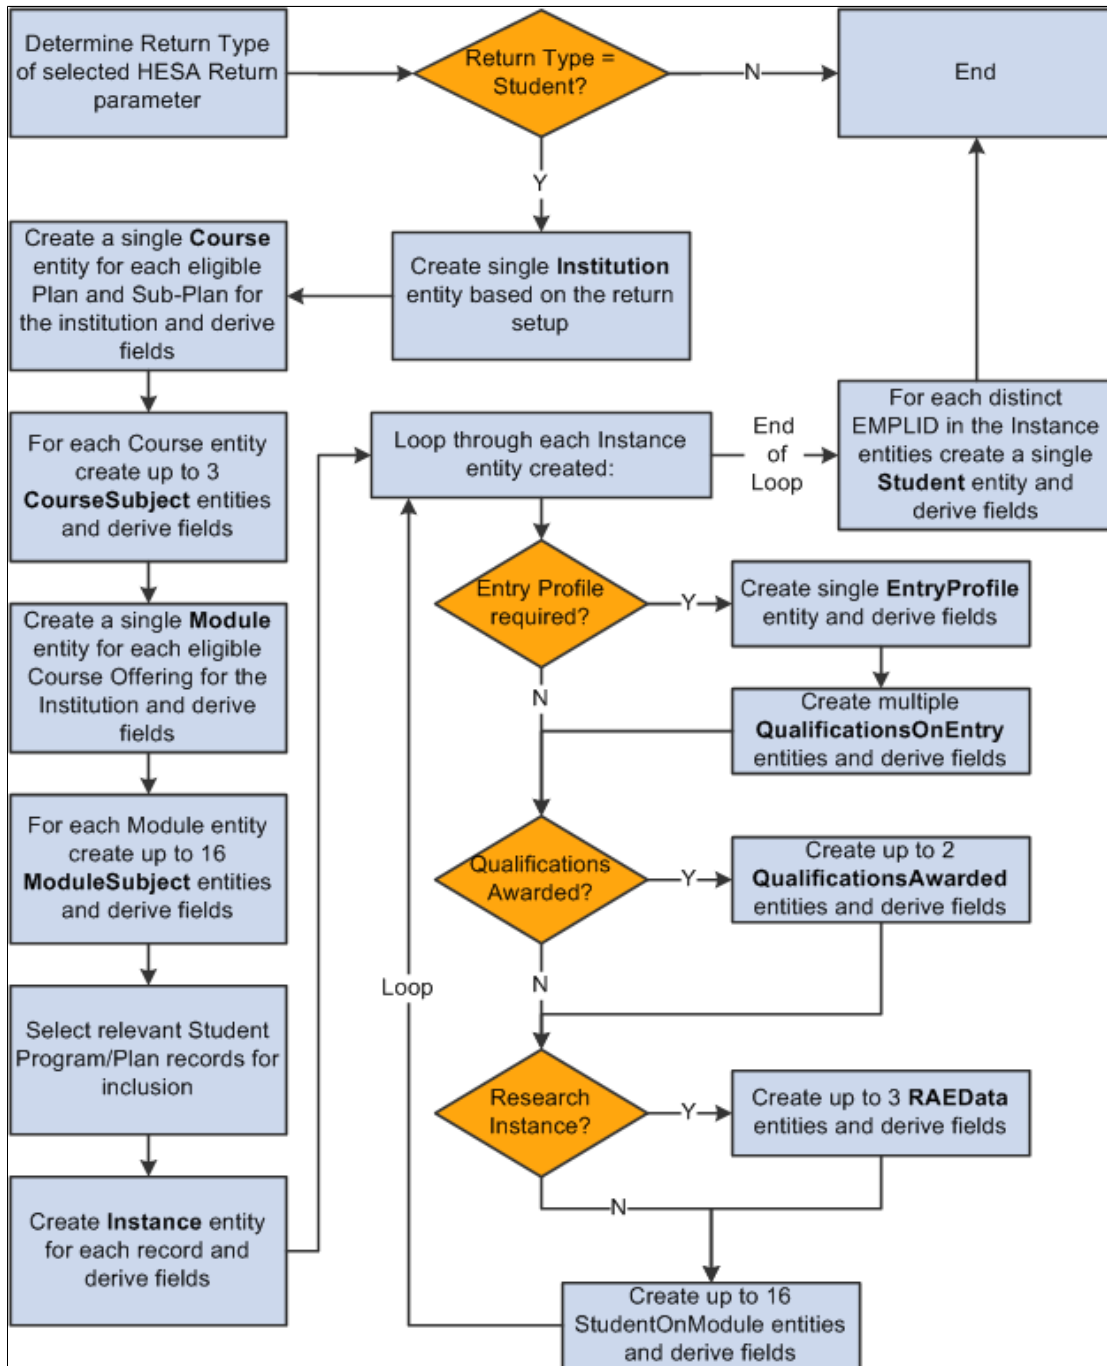 Determine Return Type
of selected HESA Return
parameter
Return Type =
Student?
N
End
Y
Create single Institution
entity based on the return
setup
Create a single Course
entity for each eligible
Plan and Sub-Plan for
the institution and derive
fields
For each Course entity
create up to 3
CourseSubject entities
and derive fields
Create a single Module
entity for each eligible
Course Offering for the
Institution and derive
fields
For each Module entity
create up to 16
ModuleSubject entities
and derive fields
Select relevant Student
Program/Plan records for
inclusion
Create Instance entity
for each record and
derive fields
Loop through each Instance
entity created:
End
of
Loop
For each distinct
EMPLID in the Instance
entities create a single
Student entity and
derive fields
Entry Profile
required?
Y
Create single EntryProfile
entity and derive fields
N
Create multiple
QualificationsOnEntry
entities and derive fields
Qualifications
Awarded?
Y
Create up to 2
QualificationsAwarded
entities and derive fields
N
Loop
Research
Instance?
Y
Create up to 3 RAEData
entities and derive fields
N
Create up to 16
StudentOnModule entities
and derive fields